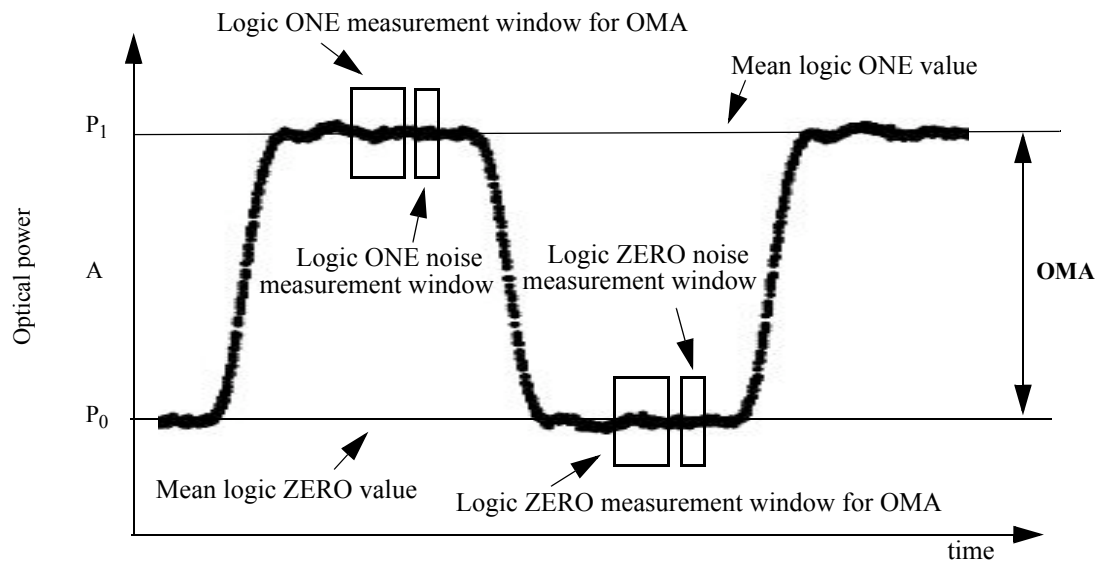 Logic ONE measurement window for OMA
Mean logic ONE value
P1
Logic ONE noise
measurement window
Logic ZERO noise
measurement window
Optical power
A
OMA
P0
Mean logic ZERO value
Logic ZERO measurement window for OMA
time